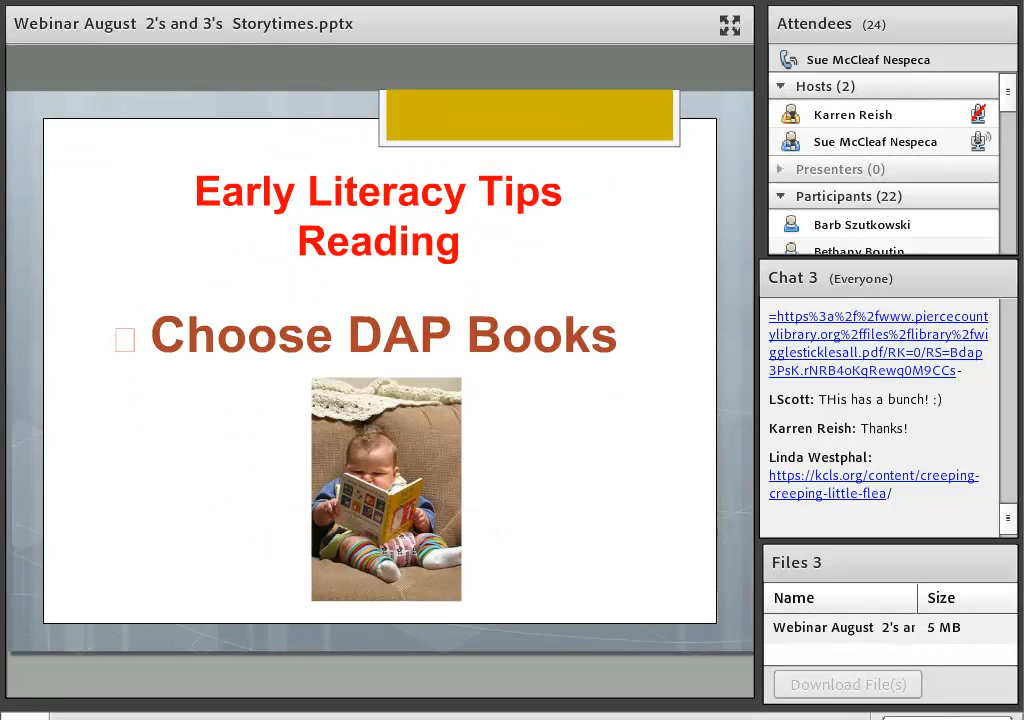 Webinar August 2's and 3's Storytimes.pptx
Early Literacy Tips
Reading
Choose DAP Books
Attendees (24)
Sue McCleaf Nespeca
Hosts (2)
Karren Reish
Sue McCleaf Nespeca
Presenters (0)
Participants (22)
Barb Szutkowski
Bethany Boutin
Chat 3 (Everyone)
=https%3a%2f%2fwww.piercecount
ylibrary.org%2ffiles%2flibrary%2fwi
gglesticklesall.pdf/RK=0/RS=Bdap
3PsK.rNRB4oKqRewq0M9CCs-
LScott: THis has a bunch! :)
Karren Reish: Thanks!
Linda Westphal:
https://kcls.org/content/creeping-
creeping-little-flea/
Files 3
Name Size
Webinar August 2's ar 5 MB
Download File(s)